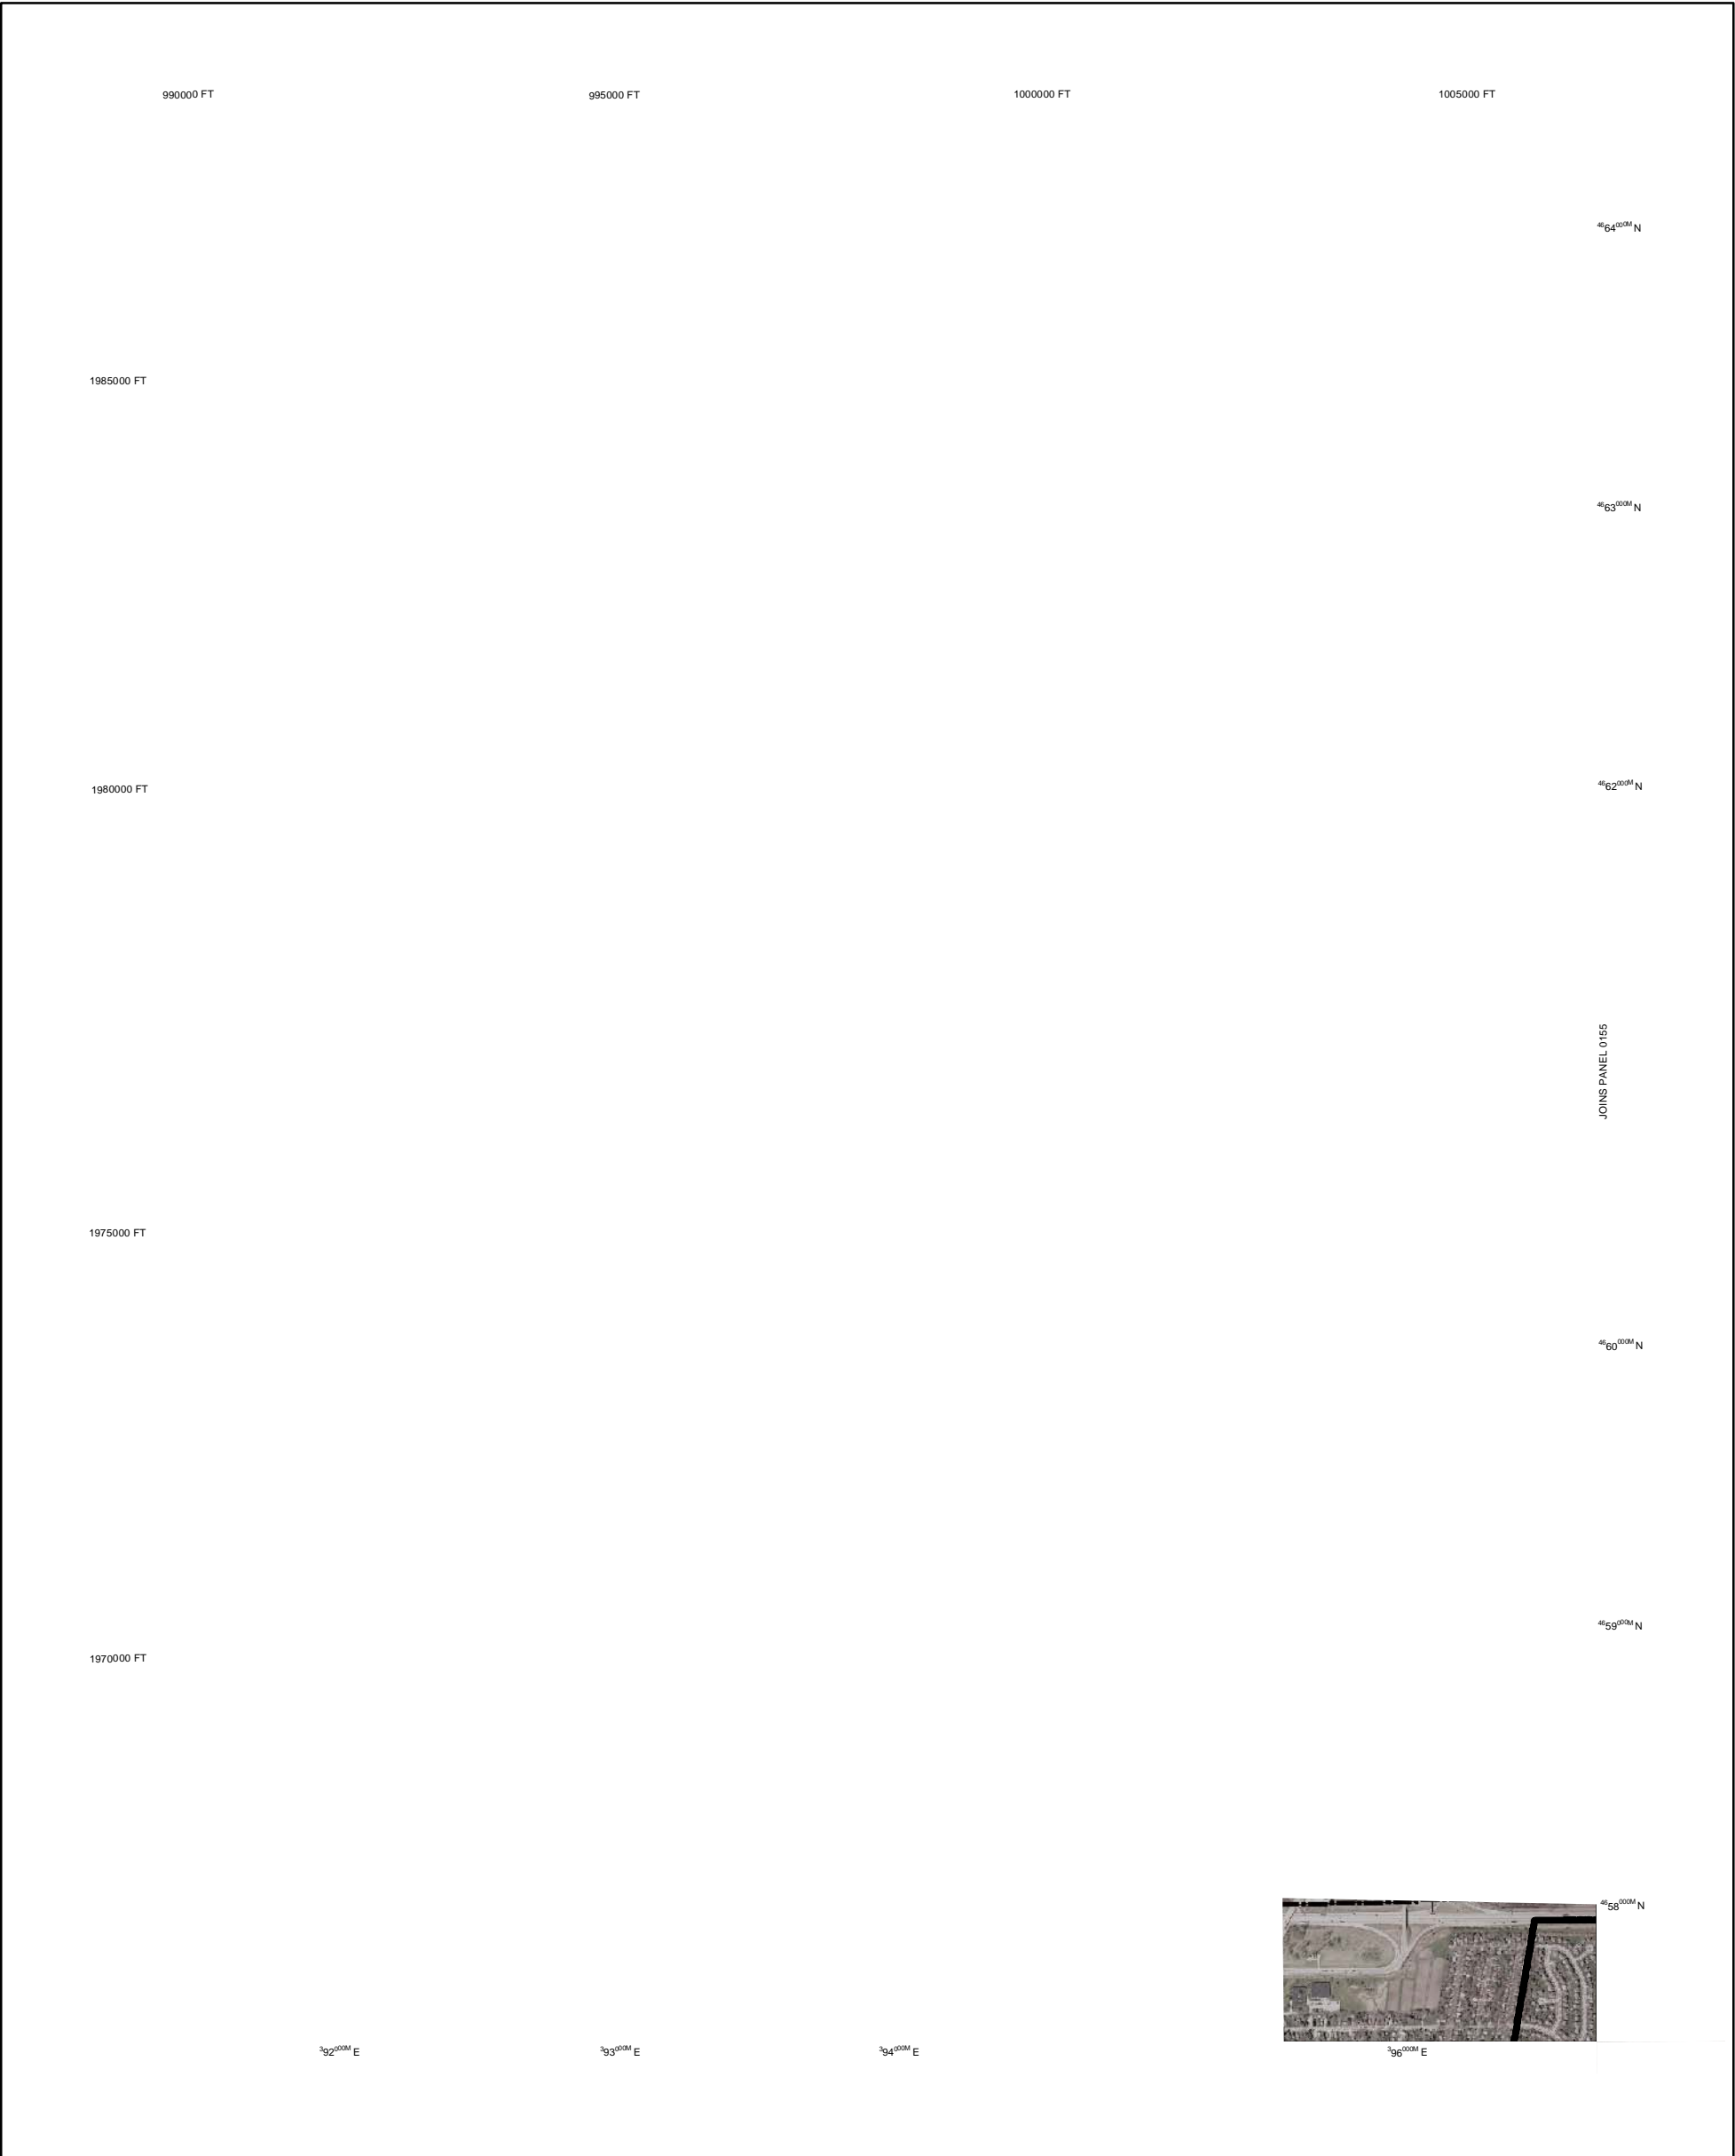 990000 FT 995000 FT 1000000 FT 1005000 FT
4664000M N
1985000 FT
4663000M N
1980000 FT 4662000M N
JOINS PANEL 0155
1975000 FT
4660000M N
4659000M N
1970000 FT
4658000M N
392000M E 393000M E 394000M E 396000M E